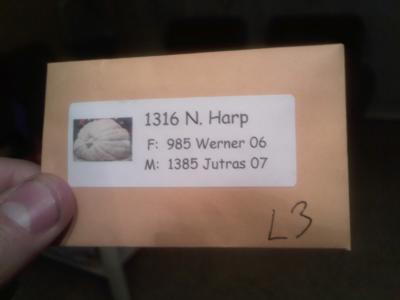 1316 N. Harp
F: 985 Werner 06
M: 1385 Jutras 07
L3